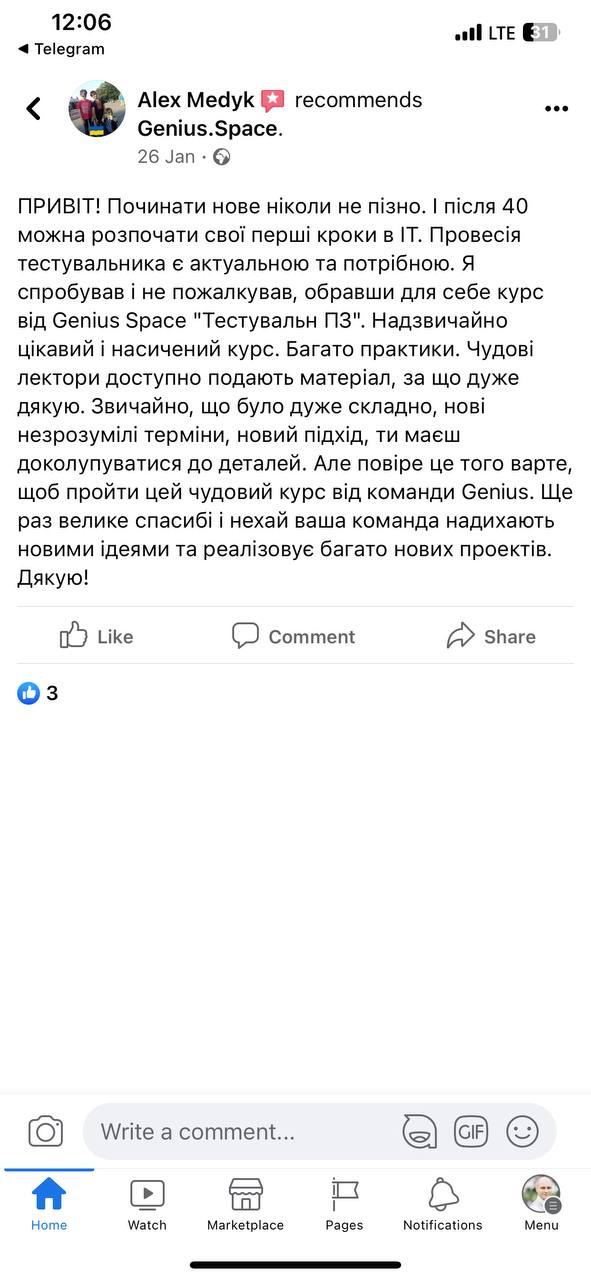 12:06
LTE 31
◄ Telegram
Alex Medyk recommends
Genius.Space.
26 Jan ·
ПРИВІТ! Починати нове ніколи не пізно. І після 40
можна розпочати свої перші кроки в ІТ. Провесія
тестувальника є актуальною та потрібною. Я
спробував і не пожалкував, обравши для себе курс
від Genius Space "Тестувальн ПЗ". Надзвичайно
цікавий і насичений курс. Багато практики. Чудові
лектори доступно подають матеріал, за що дуже
дякую. Звичайно, що було дуже складно, нові
незрозумілі терміни, новий підхід, ти маєш
доколупуватися до деталей. Але повіре це того варте,
щоб пройти цей чудовий курс від команди Genius. Ще
раз велике спасибі і нехай ваша команда надихають
новими ідеями та реалізовує багато нових проектів.
Дякую!
Like Comment Share
3
Write a comment... GIF
Home Watch Marketplace Pages Notifications Menu